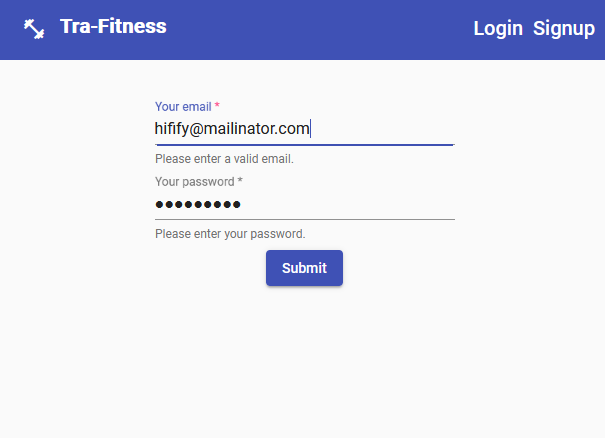 Tra-Fitness
Login Signup
Your email *
hifify@mailinator.com
Please enter a valid email.
Your password *
●●●●●●●●●
Please enter your password.
Submit